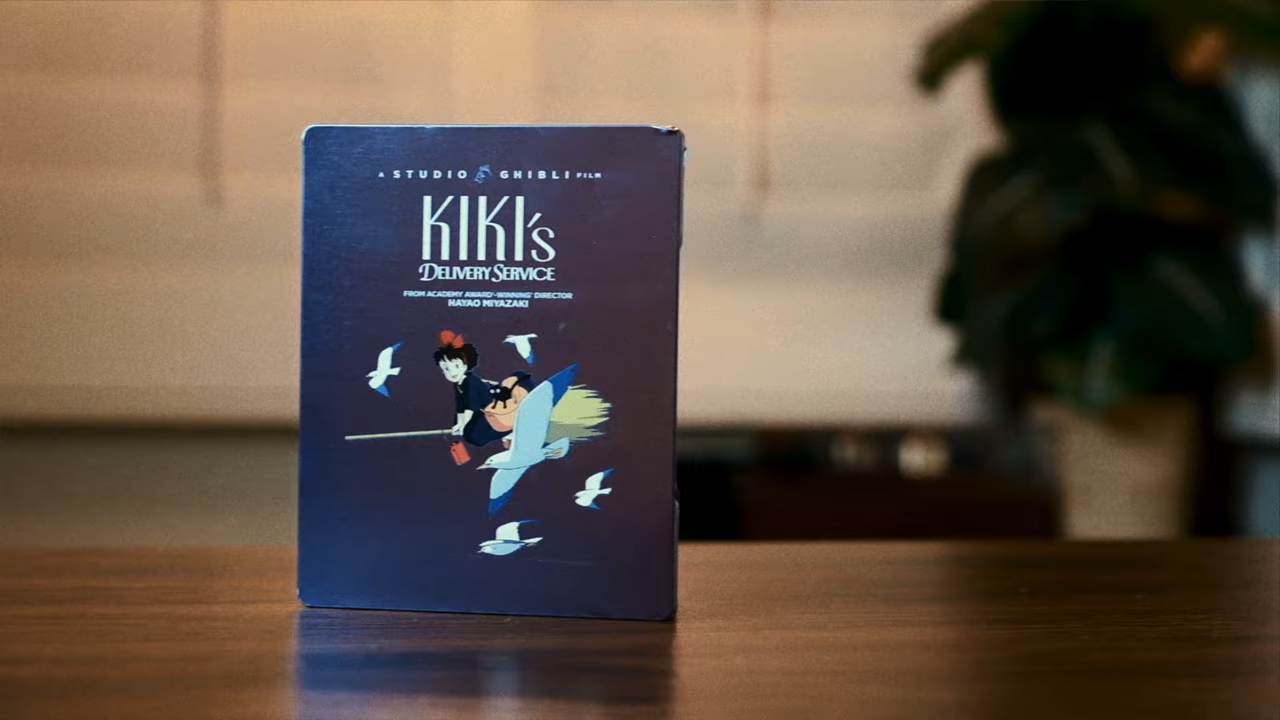 A STUDIO GHIBLI FILM
KIKI's
DELIVERY SERVICE
FROM ACADEMY AWARD®-WINNING DIRECTOR
HAYAO MIYAZAKI